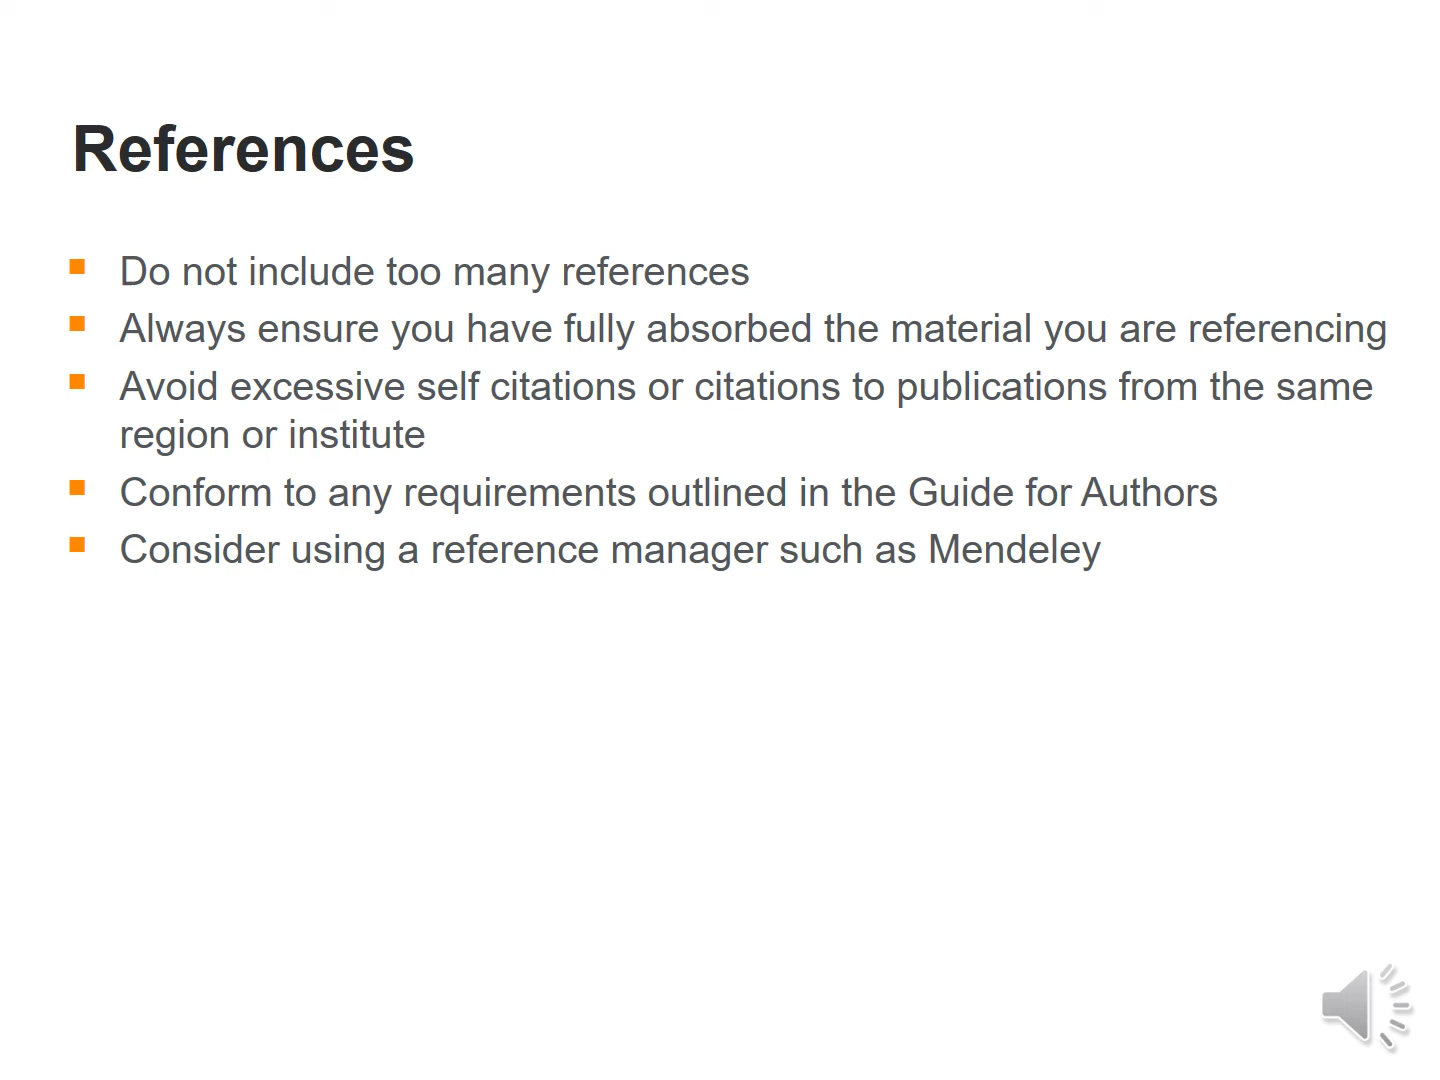 References
Do not include too many references
Always ensure you have fully absorbed the material you are referencing
Avoid excessive self citations or citations to publications from the same
region or institute
Conform to any requirements outlined in the Guide for Authors
Consider using a reference manager such as Mendeley